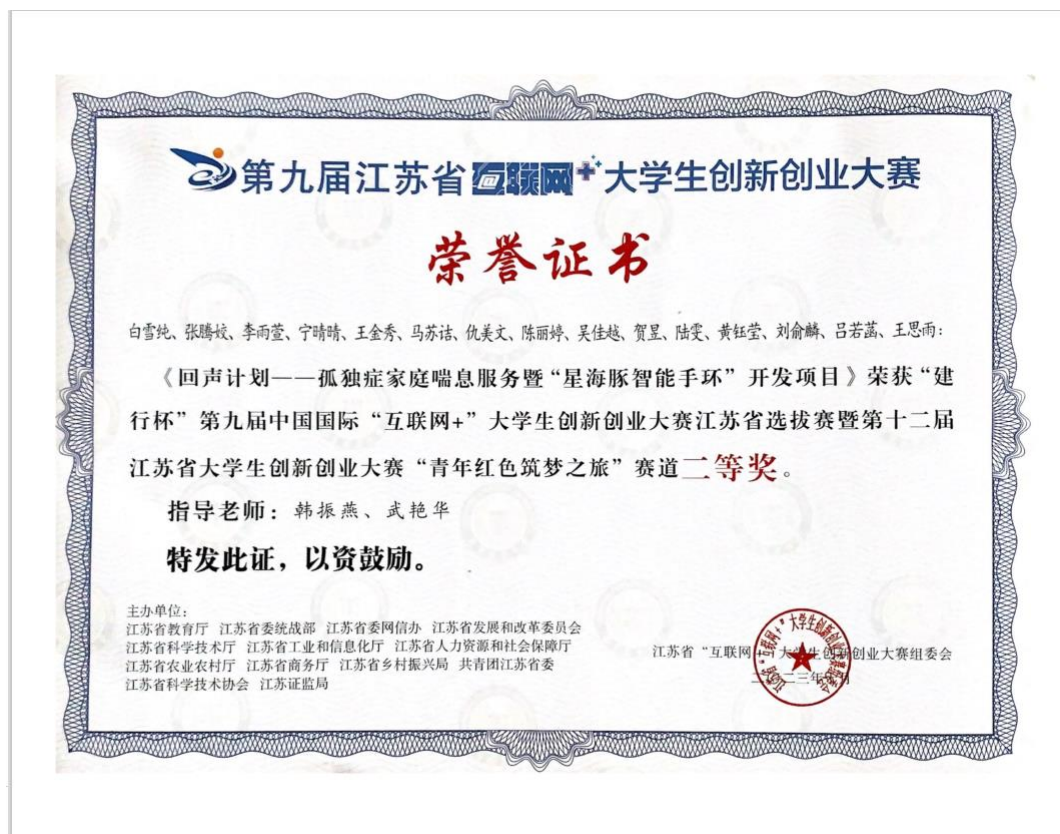 第九届江苏省互联网+大学生创新创业大赛
荣誉证书
白雪纯、张腾姣、李雨萱、宁晴晴、王金秀、马苏诘、仇美文、陈丽婷、吴佳越、贺昱、陆雯、黄钰莹、刘俞麟、吕若菡、王思雨:
《回声计划——孤独症家庭喘息服务暨“星海豚智能手环”开发项目》荣获“建
行杯”第九届中国国际“互联网+”大学生创新创业大赛江苏省选拔赛暨第十二届
江苏省大学生创新创业大赛“青年红色筑梦之旅”赛道二等奖。
指导老师：韩振燕、武艳华
特发此证，以资鼓励。
主办单位：
江苏省教育厅 江苏省委统战部 江苏省委网信办 江苏省发展和改革委员会
江苏省科学技术厅 江苏省工业和信息化厅 江苏省人力资源和社会保障厅
江苏省农业农村厅 江苏省商务厅 江苏省乡村振兴局 共青团江苏省委
江苏省科学技术协会 江苏证监局
江苏省“互联网+”大学生创新创业大赛组委会
二〇二三年 月